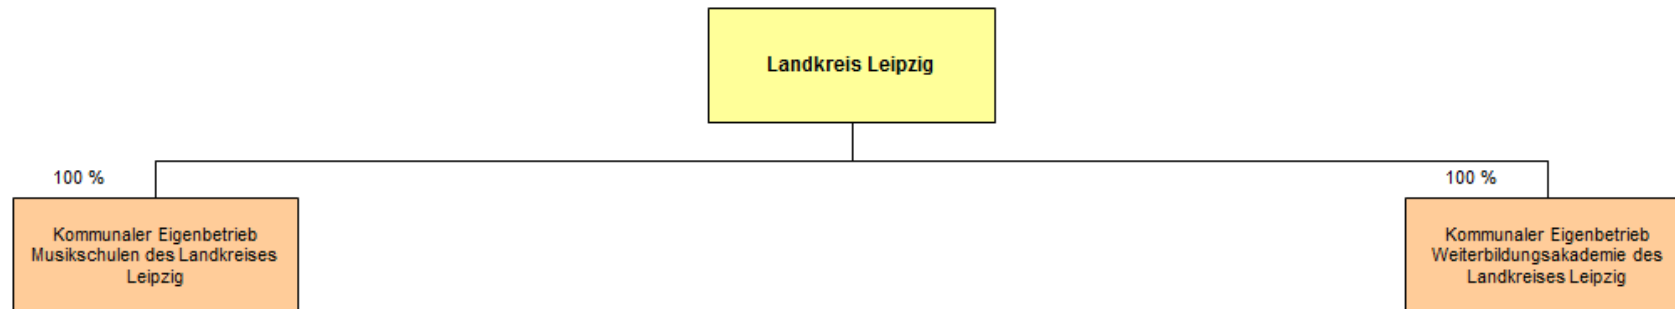 Landkreis Leipzig
100 %
100 %
Kommunaler Eigenbetrieb
Musikschulen des Landkreises
Leipzig
Kommunaler Eigenbetrieb
Weiterbildungsakademie des
Landkreises Leipzig